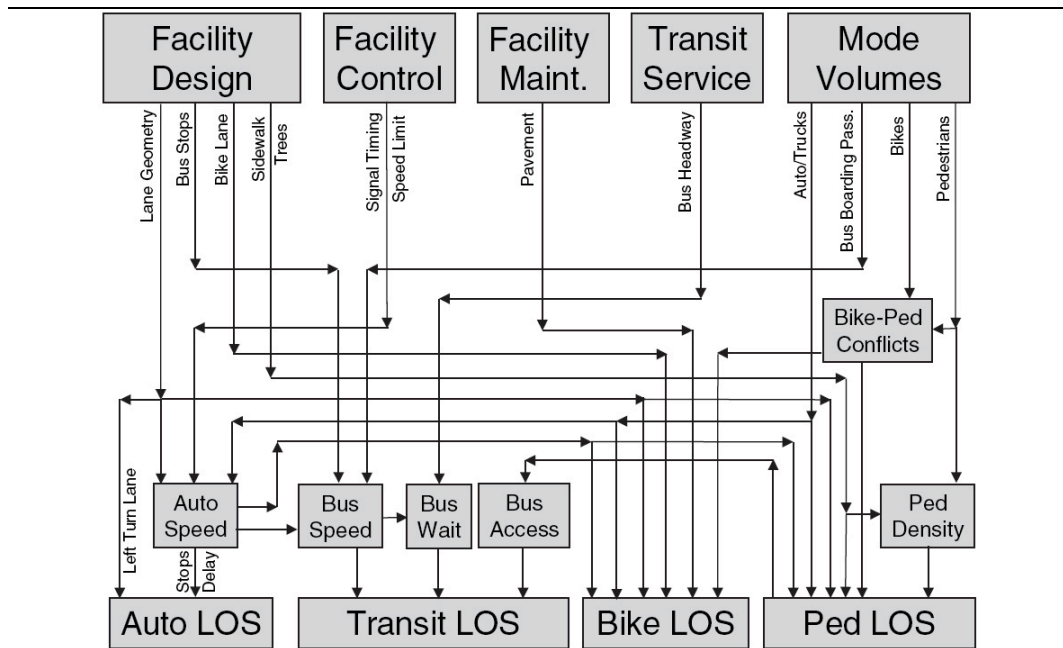 Facility
Design
Facility
Control
Facility
Maint.
Transit
Service
Mode
Volumes
Lane Geometry
Bus Stops
Bike Lane
Sidewalk
Trees
Signal Timing
Speed Limit
Pavement
Bus Headway
Auto/Trucks
Bus Boarding Pass.
Bikes
Pedestrians
Bike-Ped
Conflicts
Left Turn Lane
Auto
Speed
Bus
Speed
Bus
Wait
Bus
Access
Ped
Density
Stops
Delay
Auto LOS
Transit LOS
Bike LOS
Ped LOS